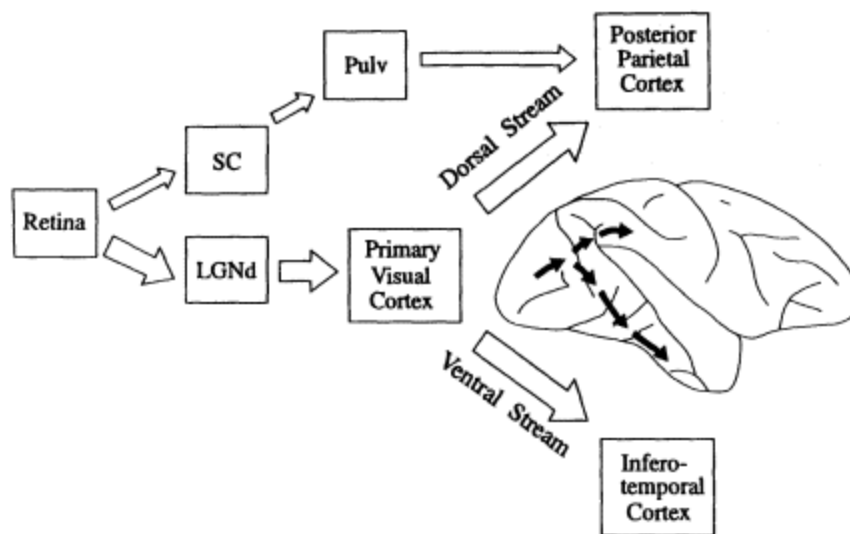 Pulv
Posterior
Parietal
Cortex
Dorsal Stream
SC
Retina
LGNd
Primary
Visual
Cortex
Ventral Stream
Infero-
temporal
Cortex